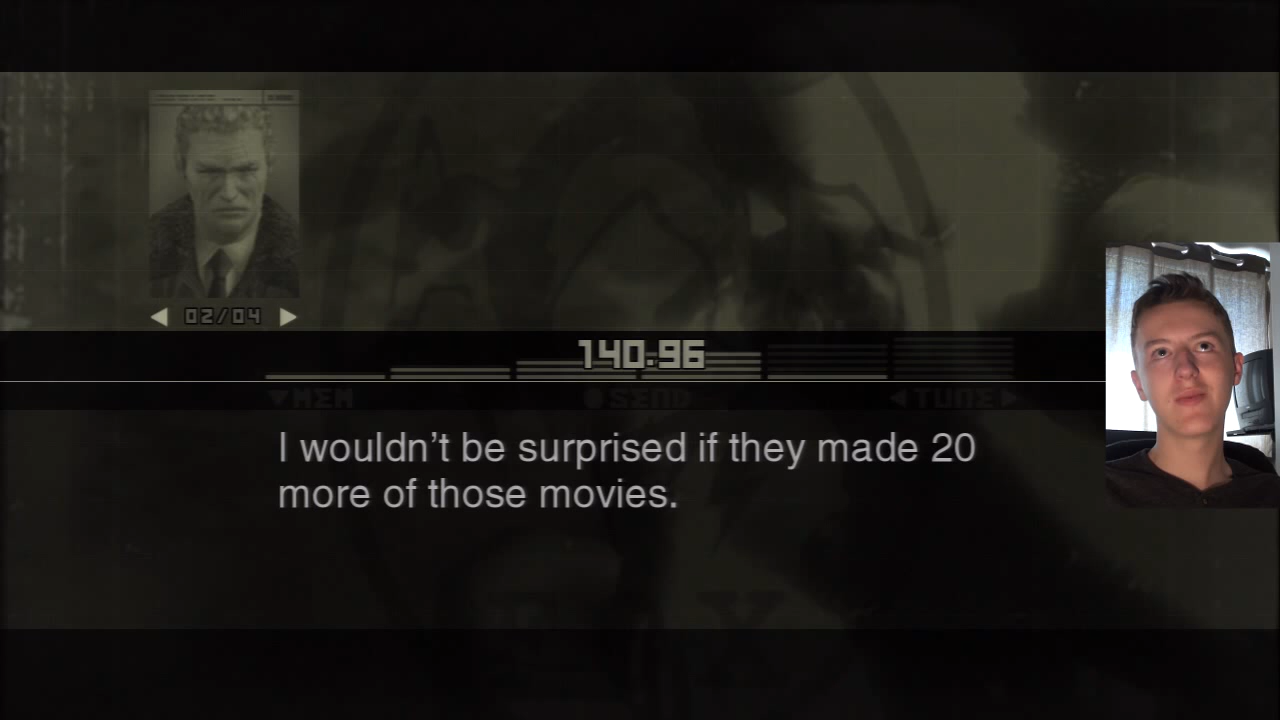 02/04
140.96
MEM
SEND
TUNE
I wouldn't be surprised if they made 20
more of those movies.